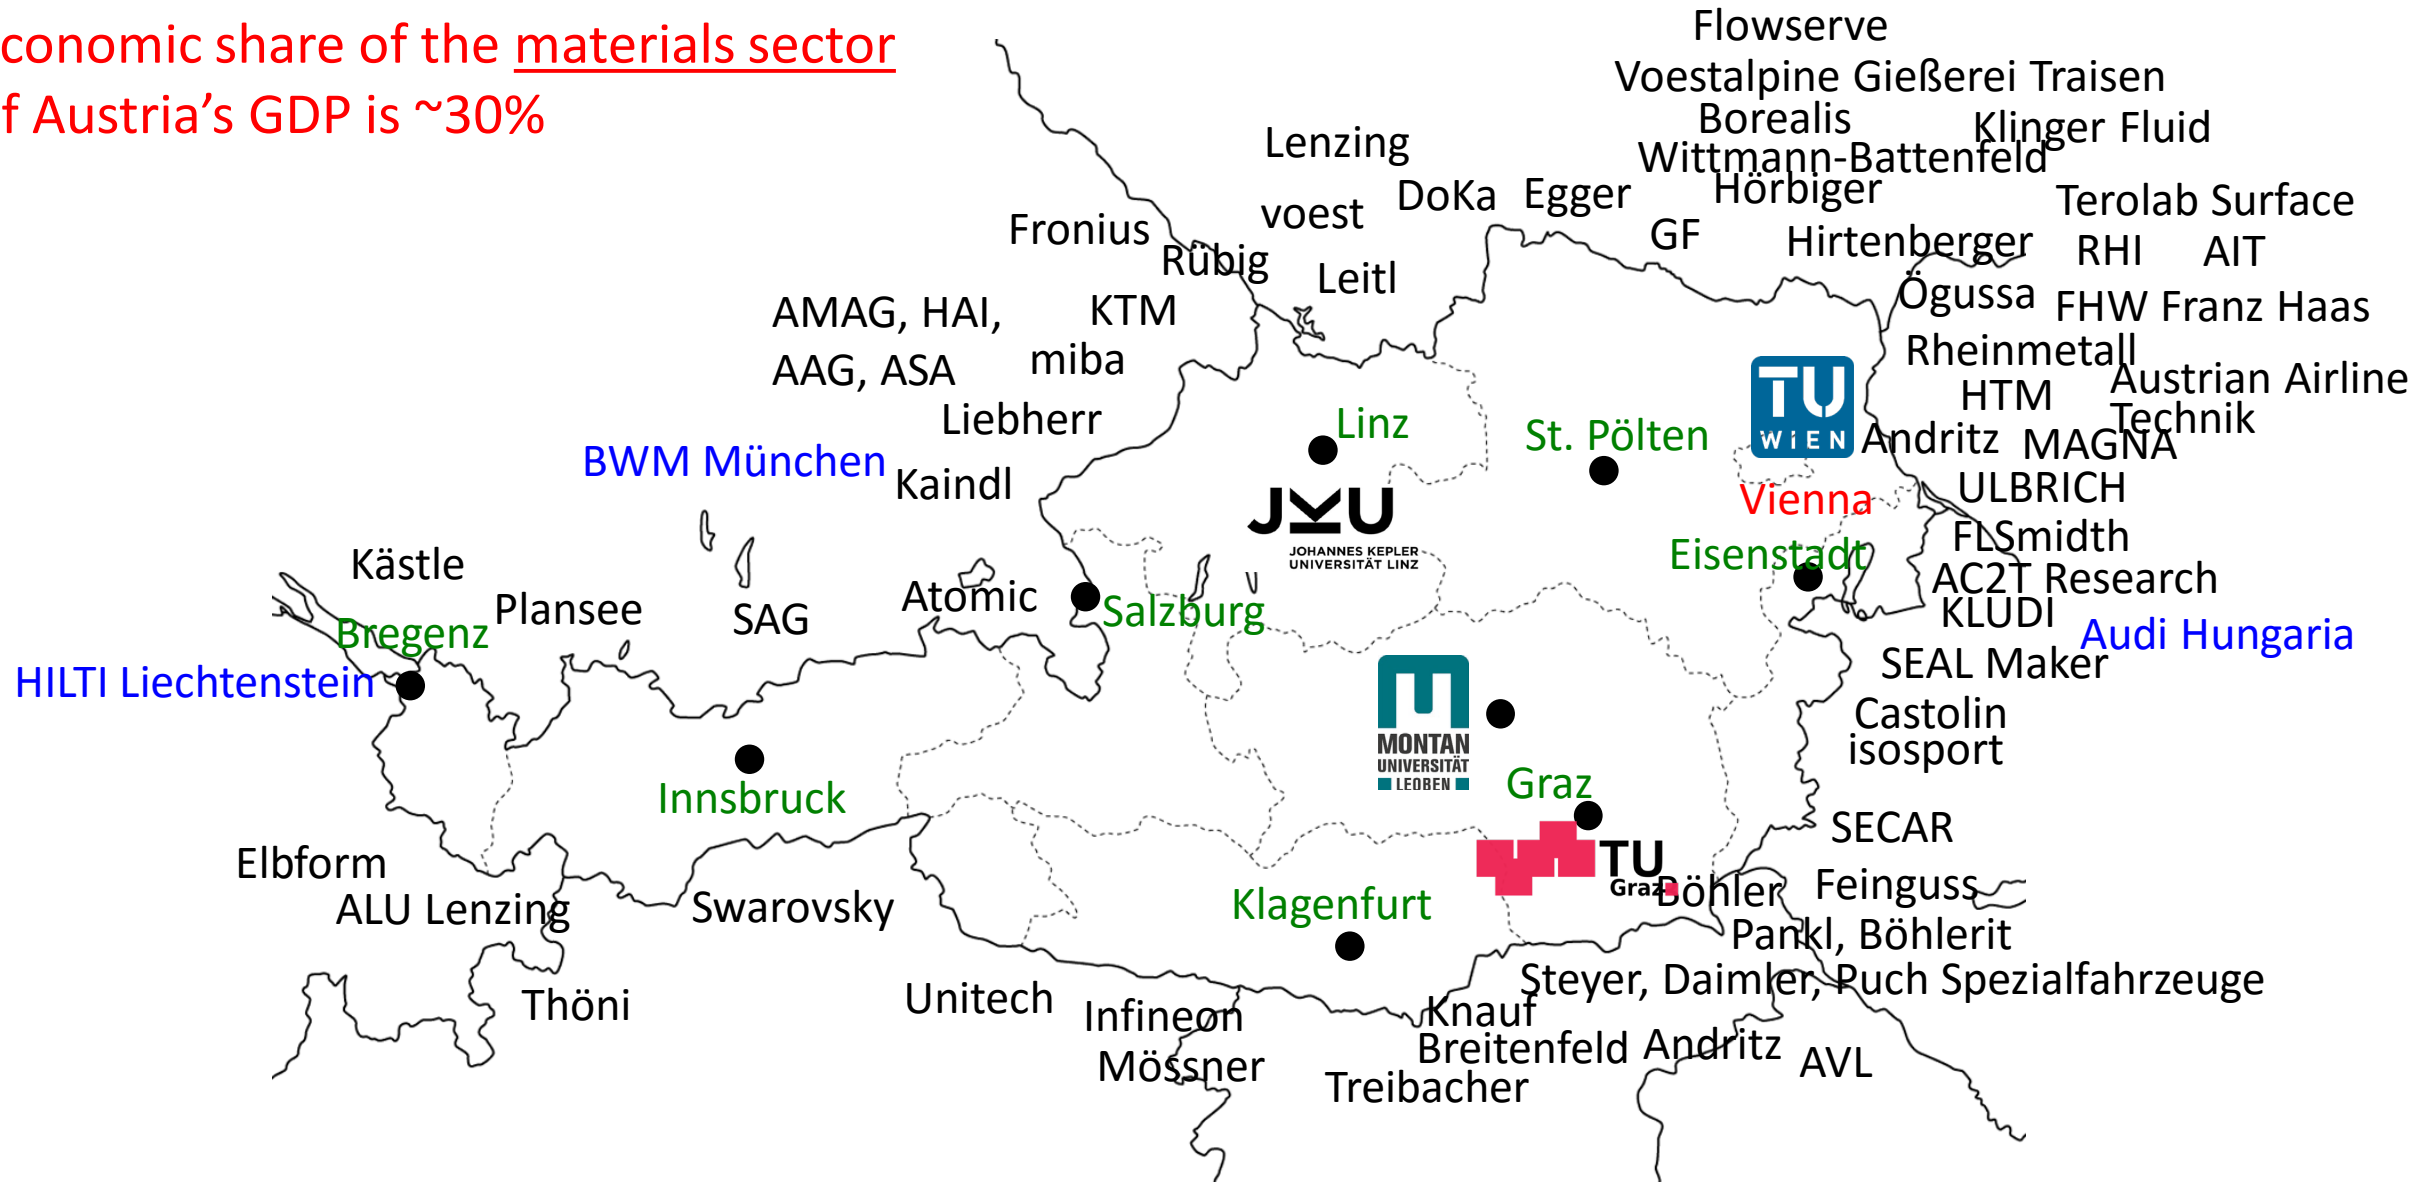 conomic share of the materials sector
f Austria's GDP is ~30%
Flowserve
Voestalpine Gießerei Traisen
Borealis
Klinger Fluid
Wittmann-Battenfeld
Hörbiger
Lenzing
DoKa
Egger
voest
GF
Hirtenberger
Terolab Surface
RHI
AIT
Fronius
Rübig
Leitl
Ögussa
FHW Franz Haas
AMAG, HAI,
AAG, ASA
KTM
miba
Rheinmetall
HTM
Austrian Airline
Technik
Liebherr
BWM München
Kaindl
Linz
St. Pölten
TU
WIEN
Andritz
MAGNA
Vienna
ULBRICH
JKU
JOHANNES KEPLER
UNIVERSITÄT LINZ
Eisenstadt
FLSmidth
AC2T Research
KLUDI
Audi Hungaria
Kästle
Plansee
SAG
Atomic
Salzburg
Bregenz
HILTI Liechtenstein
SEAL Maker
Castolin
isosport
MONTAN
UNIVERSITÄT
LEOBEN
Innsbruck
Graz
TU
Graz
SECAR
Elbform
ALU Lenzing
Swarovsky
Klagenfurt
Böhler
Feinguss
Pankl, Böhlerit
Steyer, Daimler, Puch Spezialfahrzeuge
Thöni
Unitech
Infineon
Mössner
Knauf
Breitenfeld
Andritz
AVL
Treibacher